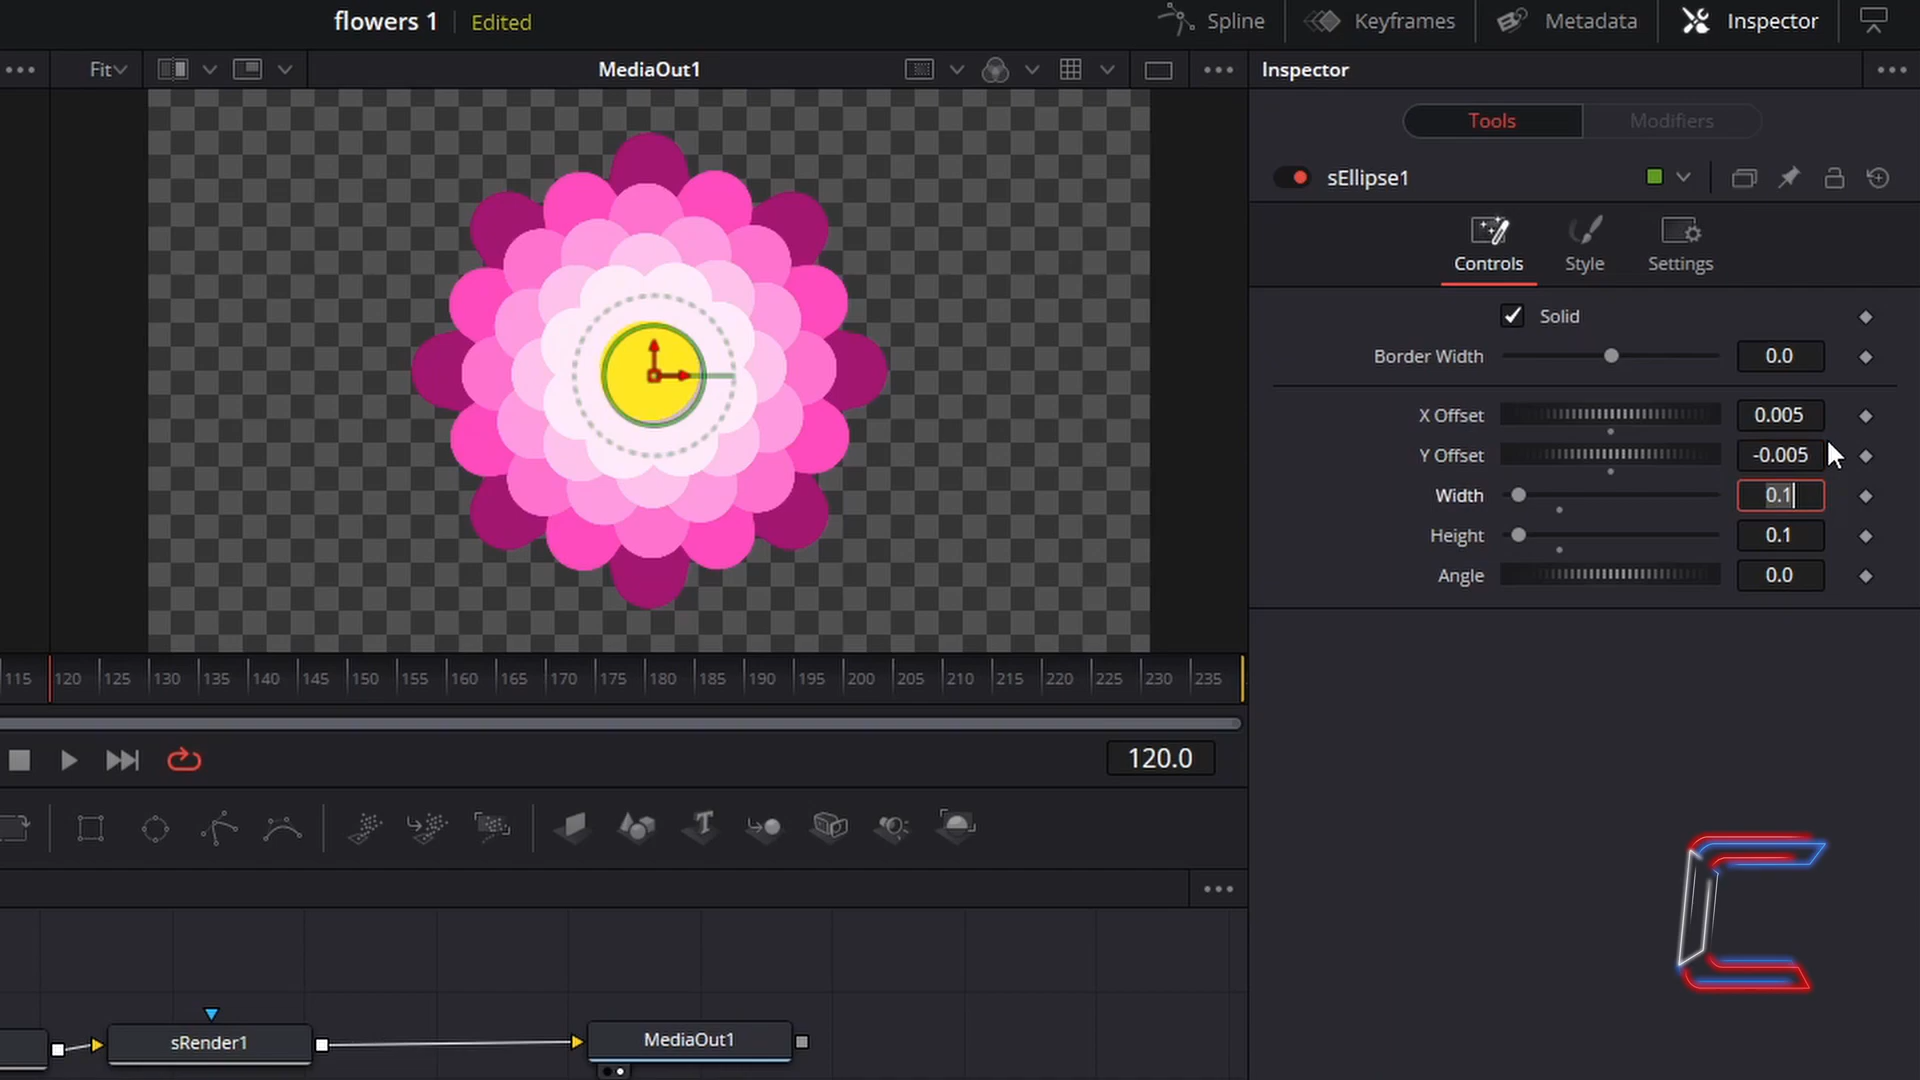 flowers 1 Edited Spline Keyframes Metadata Inspector
Fit MediaOut1 Inspector
Tools Modifiers
sEllipse1
Controls Style Settings
Solid
Border Width 0.0
X Offset 0.005
Y Offset -0.005
Width 0.1
Height 0.1
Angle 0.0
115 120 125 130 135 140 145 150 155 160 165 170 175 180 185 190 195 200 205 210 215 220 225 230 235
120.0
sRender1 MediaOut1